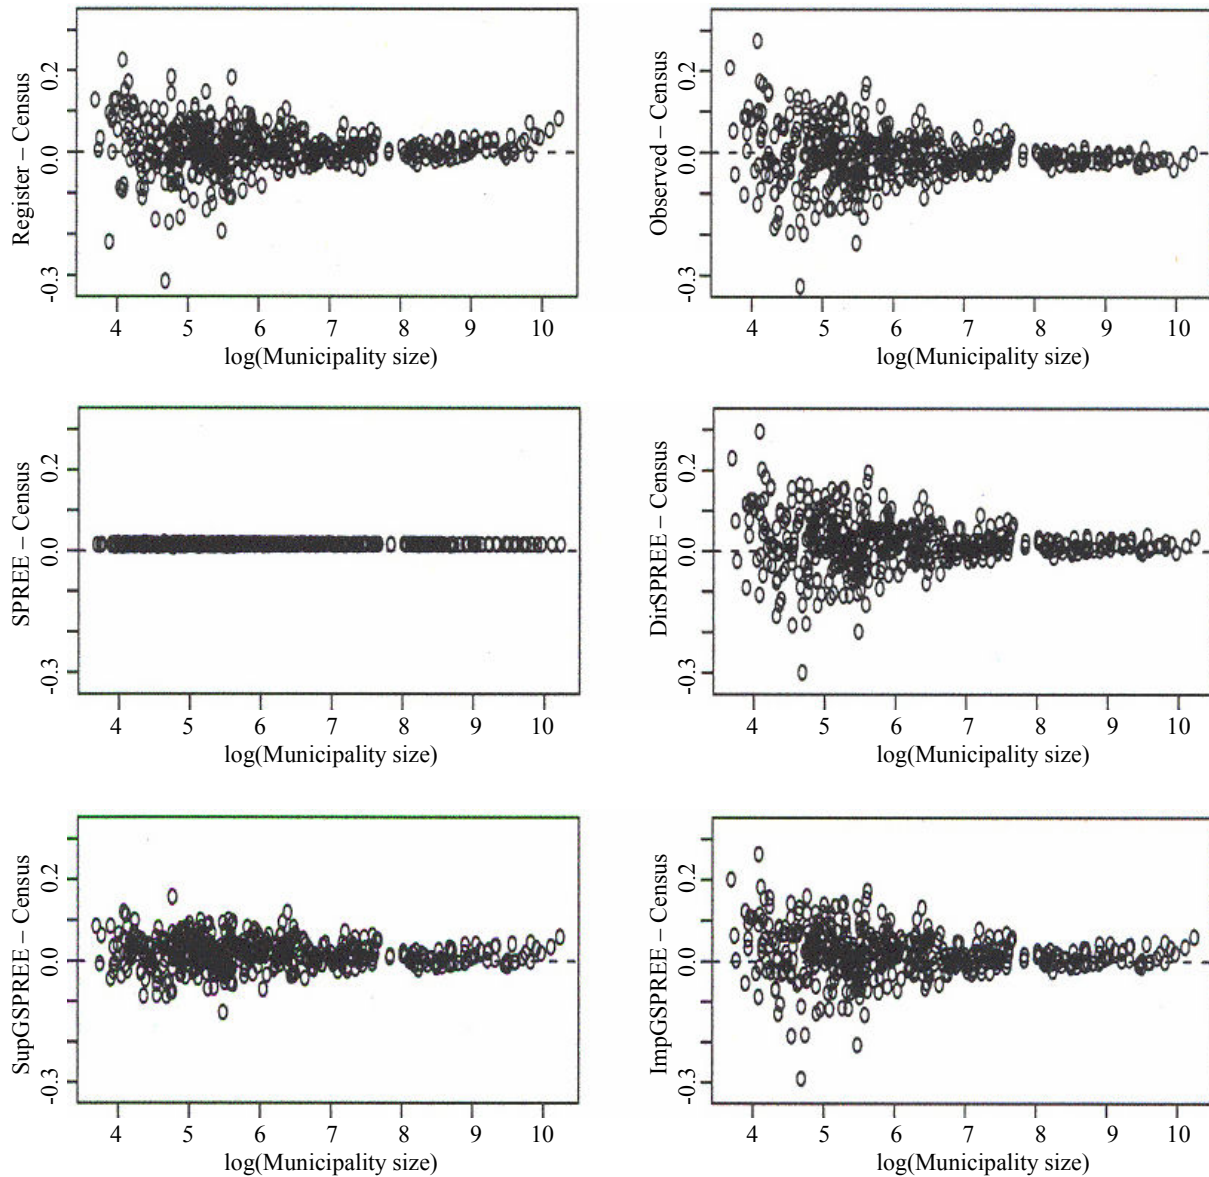 Register – Census
0.2
0.0
-0.3
4 5 6 7 8 9 10
log(Municipality size)
Observed – Census
0.2
0.0
-0.3
4 5 6 7 8 9 10
log(Municipality size)
SPREE – Census
0.2
0.0
-0.3
4 5 6 7 8 9 10
log(Municipality size)
DirSPREE – Census
0.2
0.0
-0.3
4 5 6 7 8 9 10
log(Municipality size)
SupGSPREE – Census
0.2
0.0
-0.3
4 5 6 7 8 9 10
log(Municipality size)
ImpGSPREE – Census
0.2
0.0
-0.3
4 5 6 7 8 9 10
log(Municipality size)